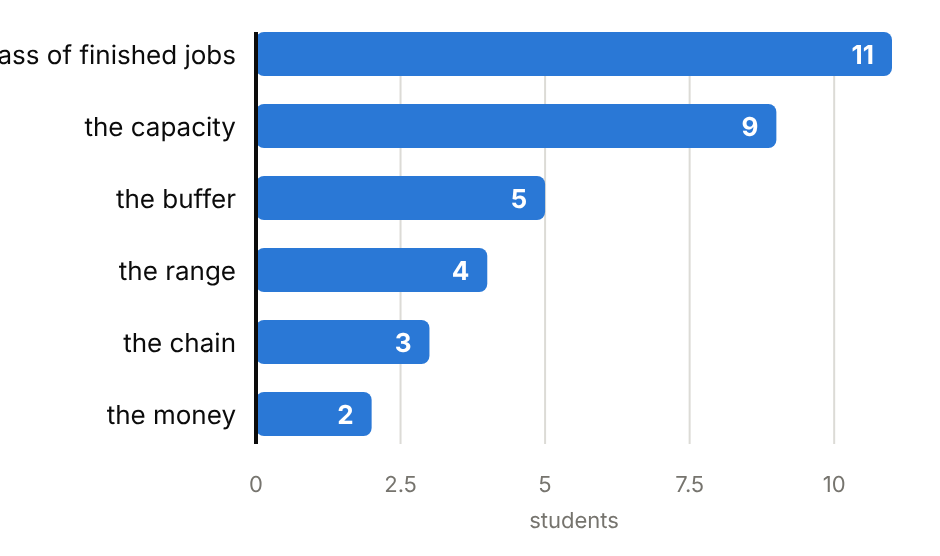 of finished jobs
11
the capacity
9
the buffer
5
the range
4
the chain
3
the money
2
0 2.5 5 7.5 10
students